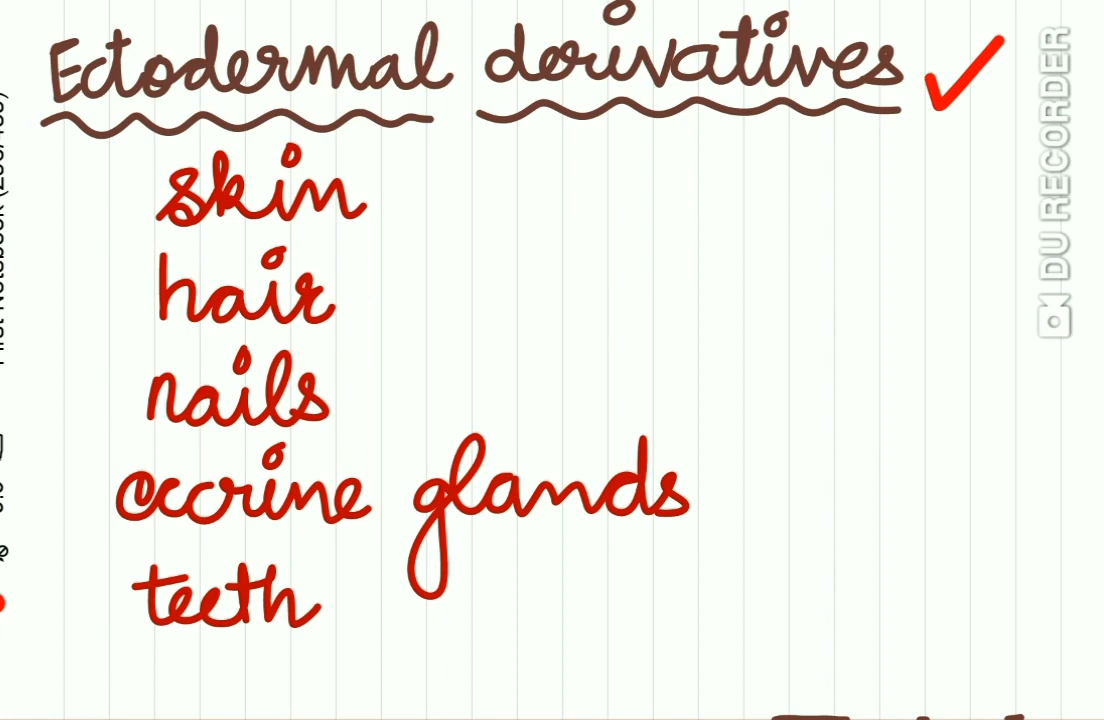 Ectodermal derivatives ✓
skin
hair
nails
eccrine glands
teeth
DU RECORDER